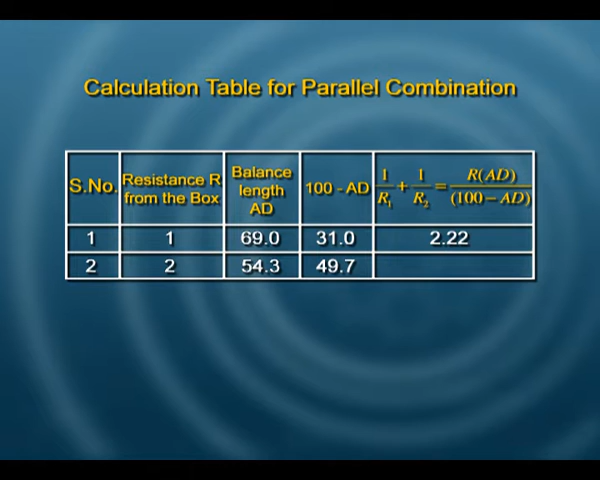 Calculation Table for Parallel Combination
S.No. Resistance R from the Box Balance length AD 100 - AD 1/R₁ + 1/R₂ = R(AD)/(100 – AD)
1 1 69.0 31.0 2.22
2 2 54.3 49.7